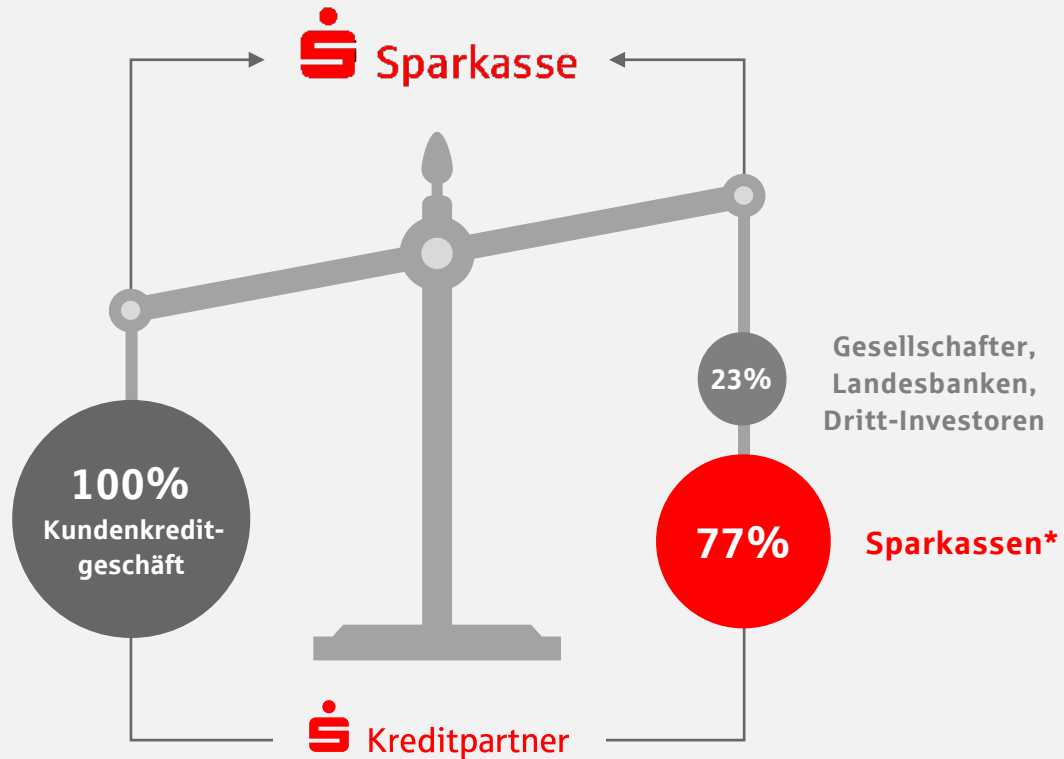 Sparkasse
23%
Gesellschafter,
Landesbanken,
Dritt-Investoren
100%
Kundenkredit-
geschäft
77%
Sparkassen*
Kreditpartner